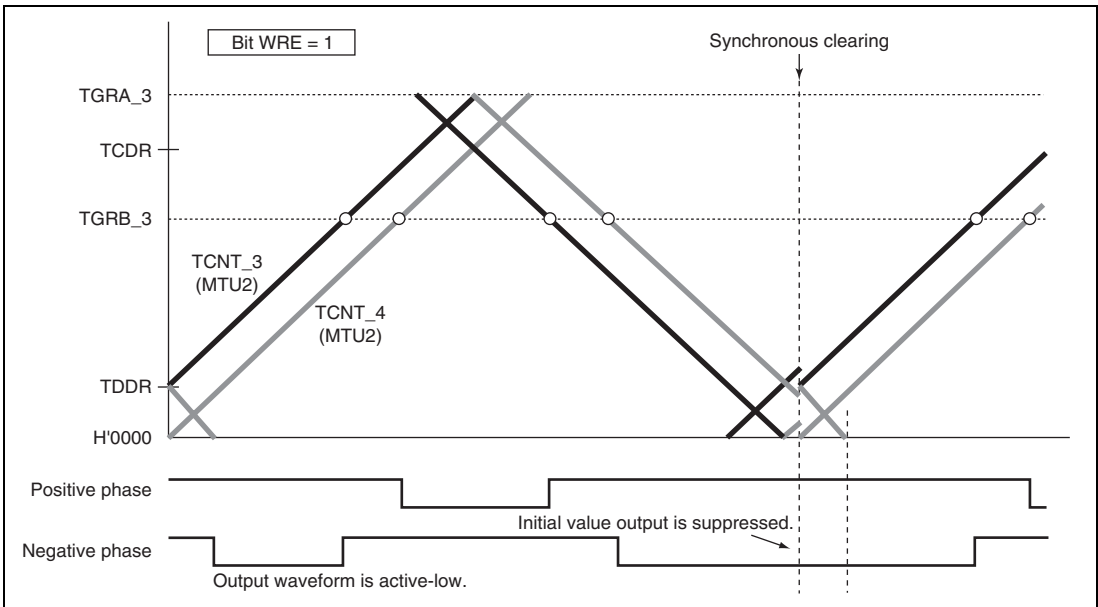 Bit WRE = 1
Synchronous clearing
TGRA_3
TCDR
TGRB_3
TCNT_3
(MTU2)
TCNT_4
(MTU2)
TDDR
H'0000
Positive phase
Initial value output is suppressed.
Negative phase
Output waveform is active-low.